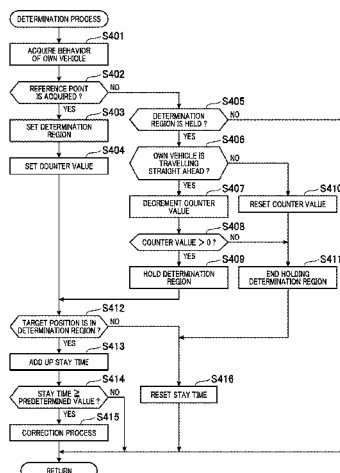 DETERMINATION PROCESS
S401
ACQUIRE BEHAVIOR
OF OWN VEHICLE
S402
REFERENCE POINT
IS ACQUIRED ?
NO
YES
S403
SET DETERMINATION
REGION
S404
SET COUNTER VALUE
S405
DETERMINATION
REGION IS HELD ?
NO
YES
S406
OWN VEHICLE IS
TRAVELLING
STRAIGHT AHEAD ?
NO
YES
S407
DECREMENT COUNTER
VALUE
S410
RESET COUNTER VALUE
S408
COUNTER VALUE > 0 ?
NO
YES
S409
HOLD DETERMINATION
REGION
S411
END HOLDING
DETERMINATION REGION
S412
TARGET POSITION IS IN
DETERMINATION REGION ?
NO
YES
S413
ADD UP STAY TIME
S414
STAY TIME ≧
PREDETERMINED VALUE ?
NO
YES
S415
CORRECTION PROCESS
S416
RESET STAY TIME
RETURN